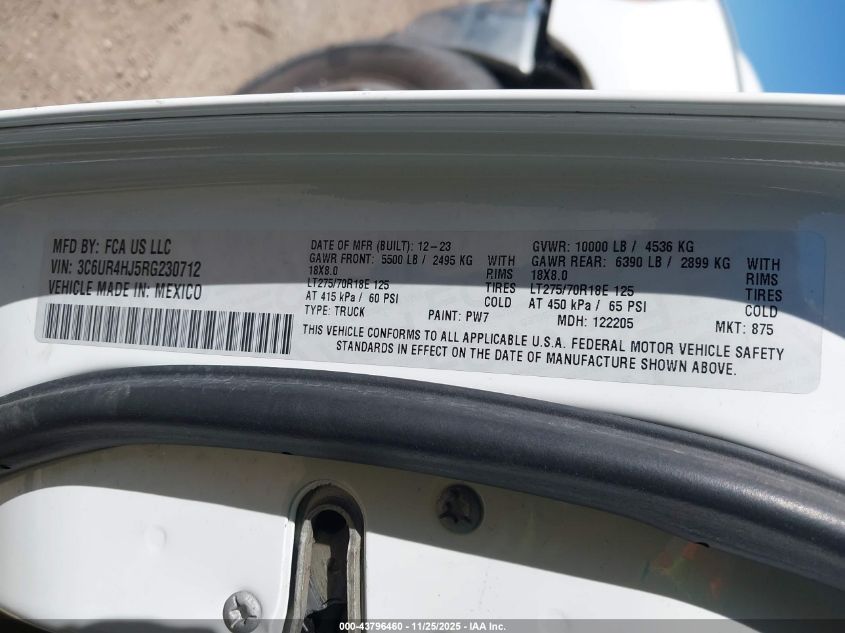 MFD BY: FCA US LLC
VIN: 3C6UR4HJ5RG230712
VEHICLE MADE IN: MEXICO
DATE OF MFR (BUILT): 12-23
GAWR FRONT: 5500 LB / 2495 KG WITH
18X8.0 RIMS
LT275/70R18E 125 TIRES
AT 415 kPa / 60 PSI COLD
TYPE: TRUCK PAINT: PW7
GVWR: 10000 LB / 4536 KG
GAWR REAR: 6390 LB / 2899 KG WITH
18X8.0 RIMS
LT275/70R18E 125 TIRES
AT 450 kPa / 65 PSI COLD
MDH: 122205 MKT: 875
THIS VEHICLE CONFORMS TO ALL APPLICABLE U.S.A. FEDERAL MOTOR VEHICLE SAFETY
STANDARDS IN EFFECT ON THE DATE OF MANUFACTURE SHOWN ABOVE.
000-43796460 - 11/25/2025 - IAA Inc.